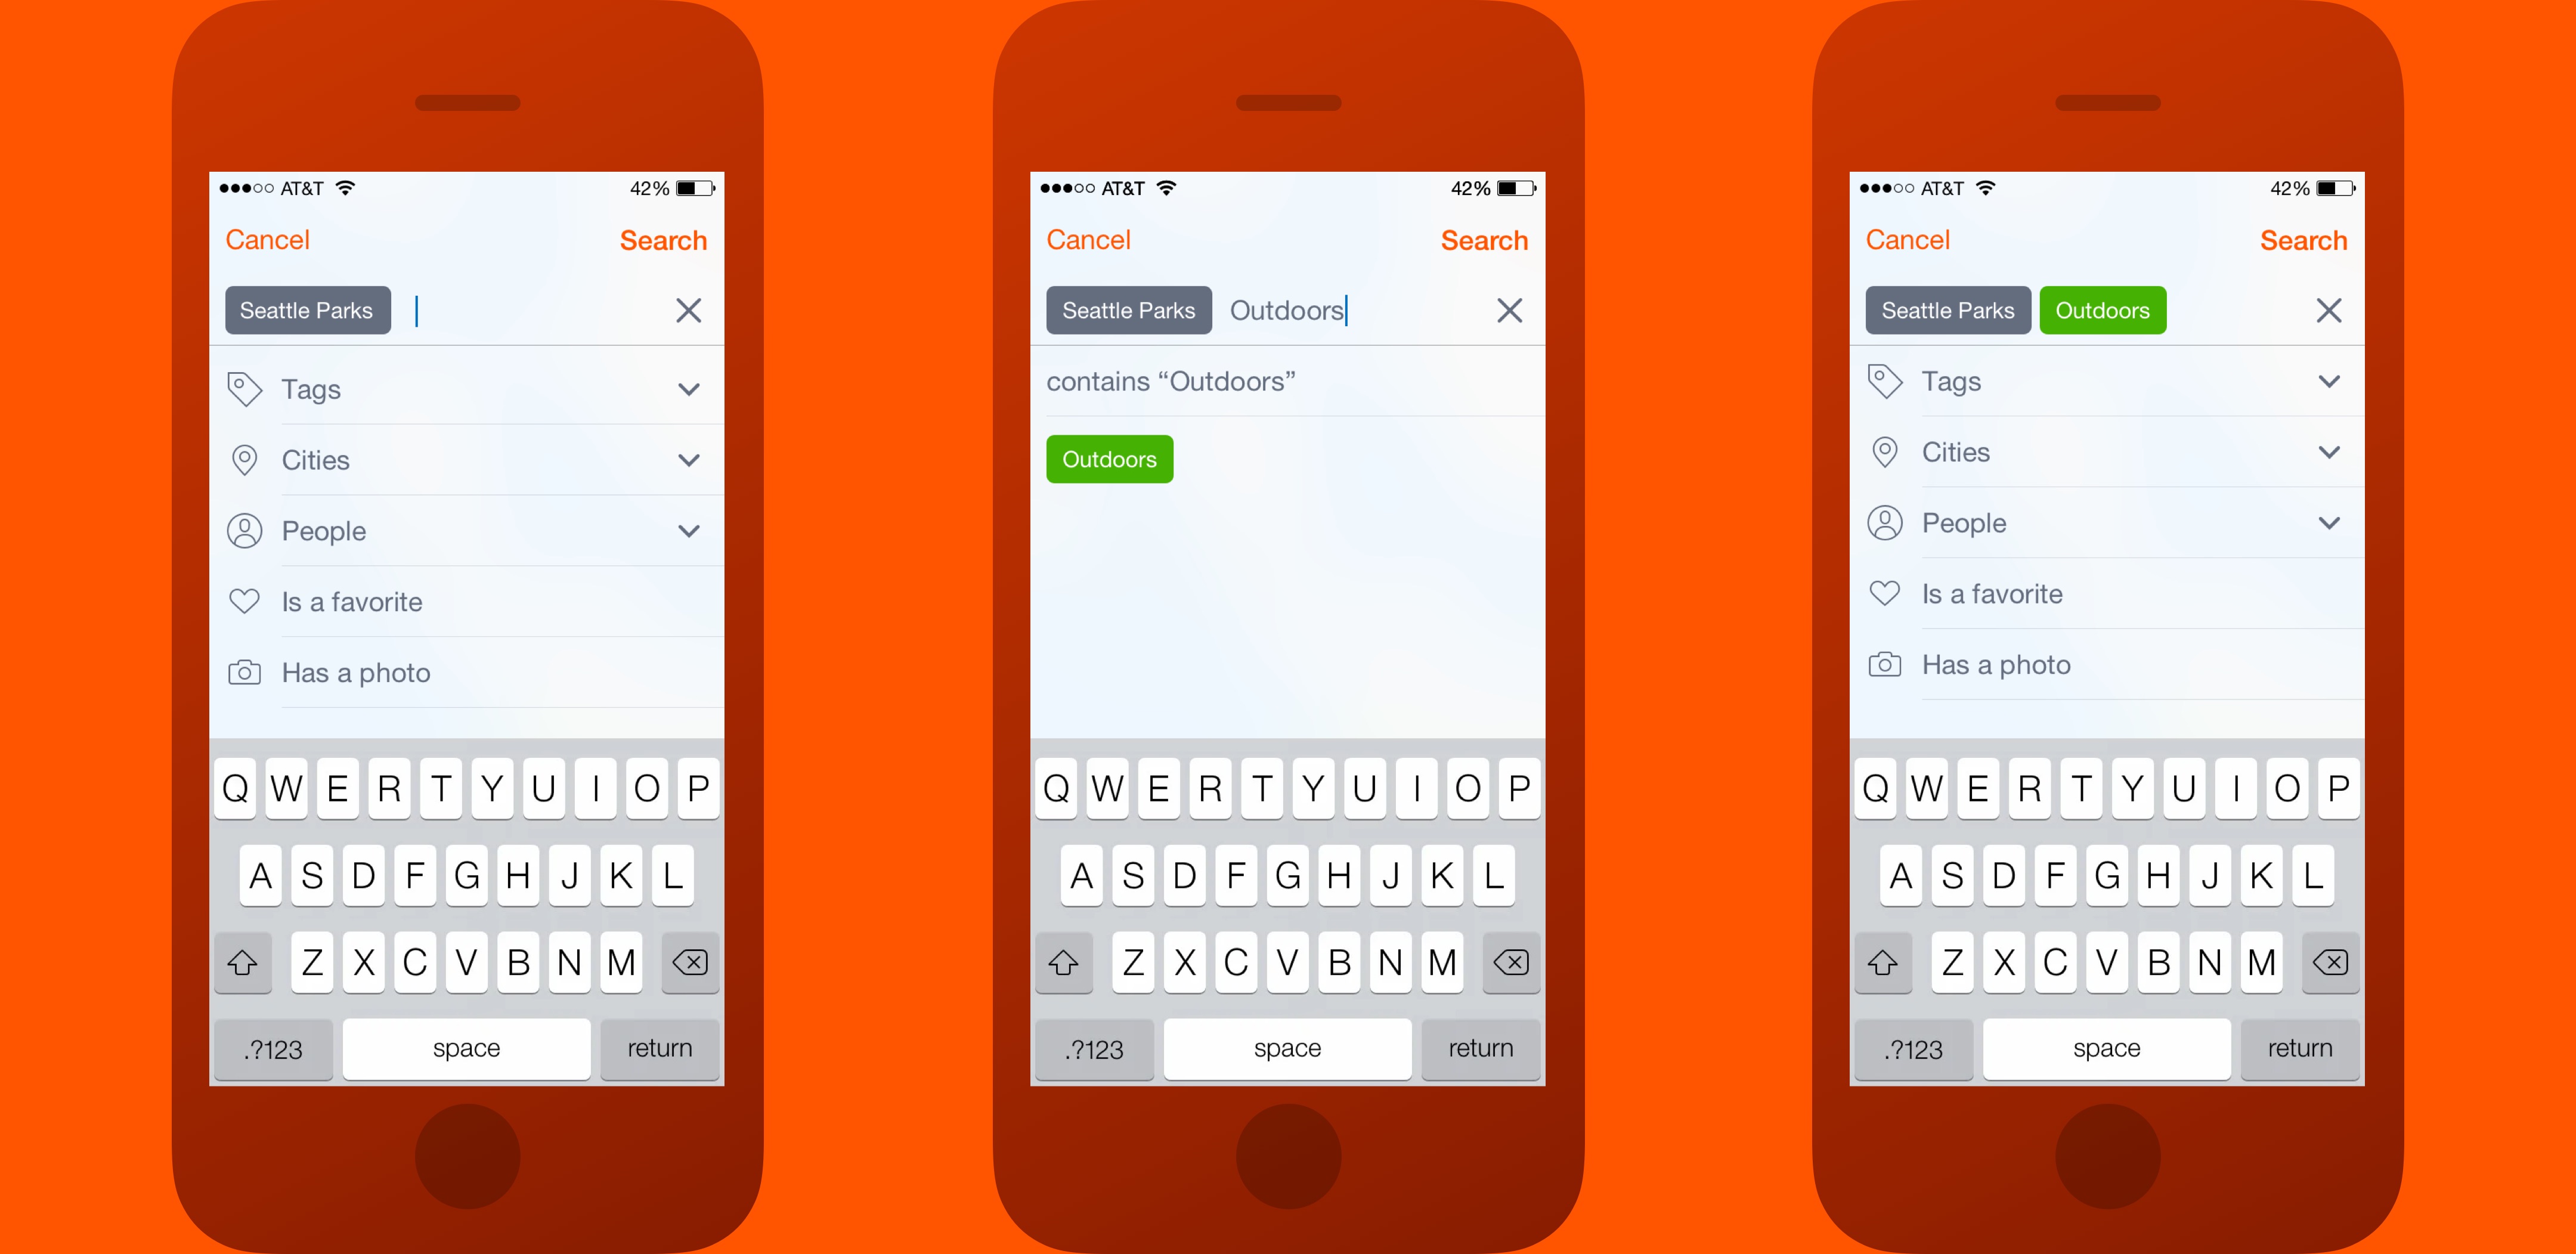 AT&T 42%
Cancel Search
Seattle Parks
Tags
Cities
People
Is a favorite
Has a photo
Q W E R T Y U I O P
A S D F G H J K L
Z X C V B N M
.?123 space return
AT&T 42%
Cancel Search
Seattle Parks Outdoors
contains “Outdoors”
Outdoors
Q W E R T Y U I O P
A S D F G H J K L
Z X C V B N M
.?123 space return
AT&T 42%
Cancel Search
Seattle Parks Outdoors
Tags
Cities
People
Is a favorite
Has a photo
Q W E R T Y U I O P
A S D F G H J K L
Z X C V B N M
.?123 space return